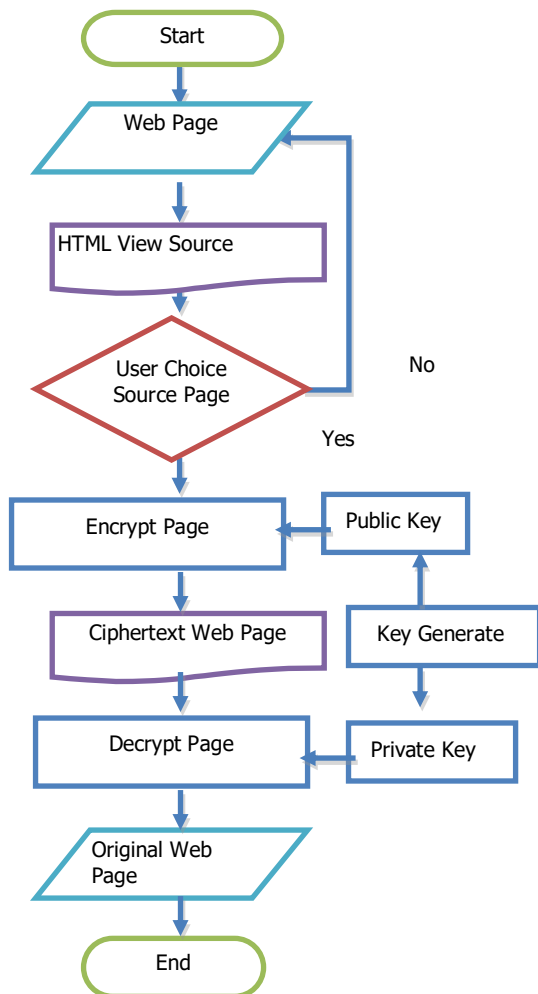 Start
Web Page
HTML View Source
User Choice
Source Page
No
Yes
Encrypt Page
Public Key
Ciphertext Web Page
Key Generate
Decrypt Page
Private Key
Original Web
Page
End